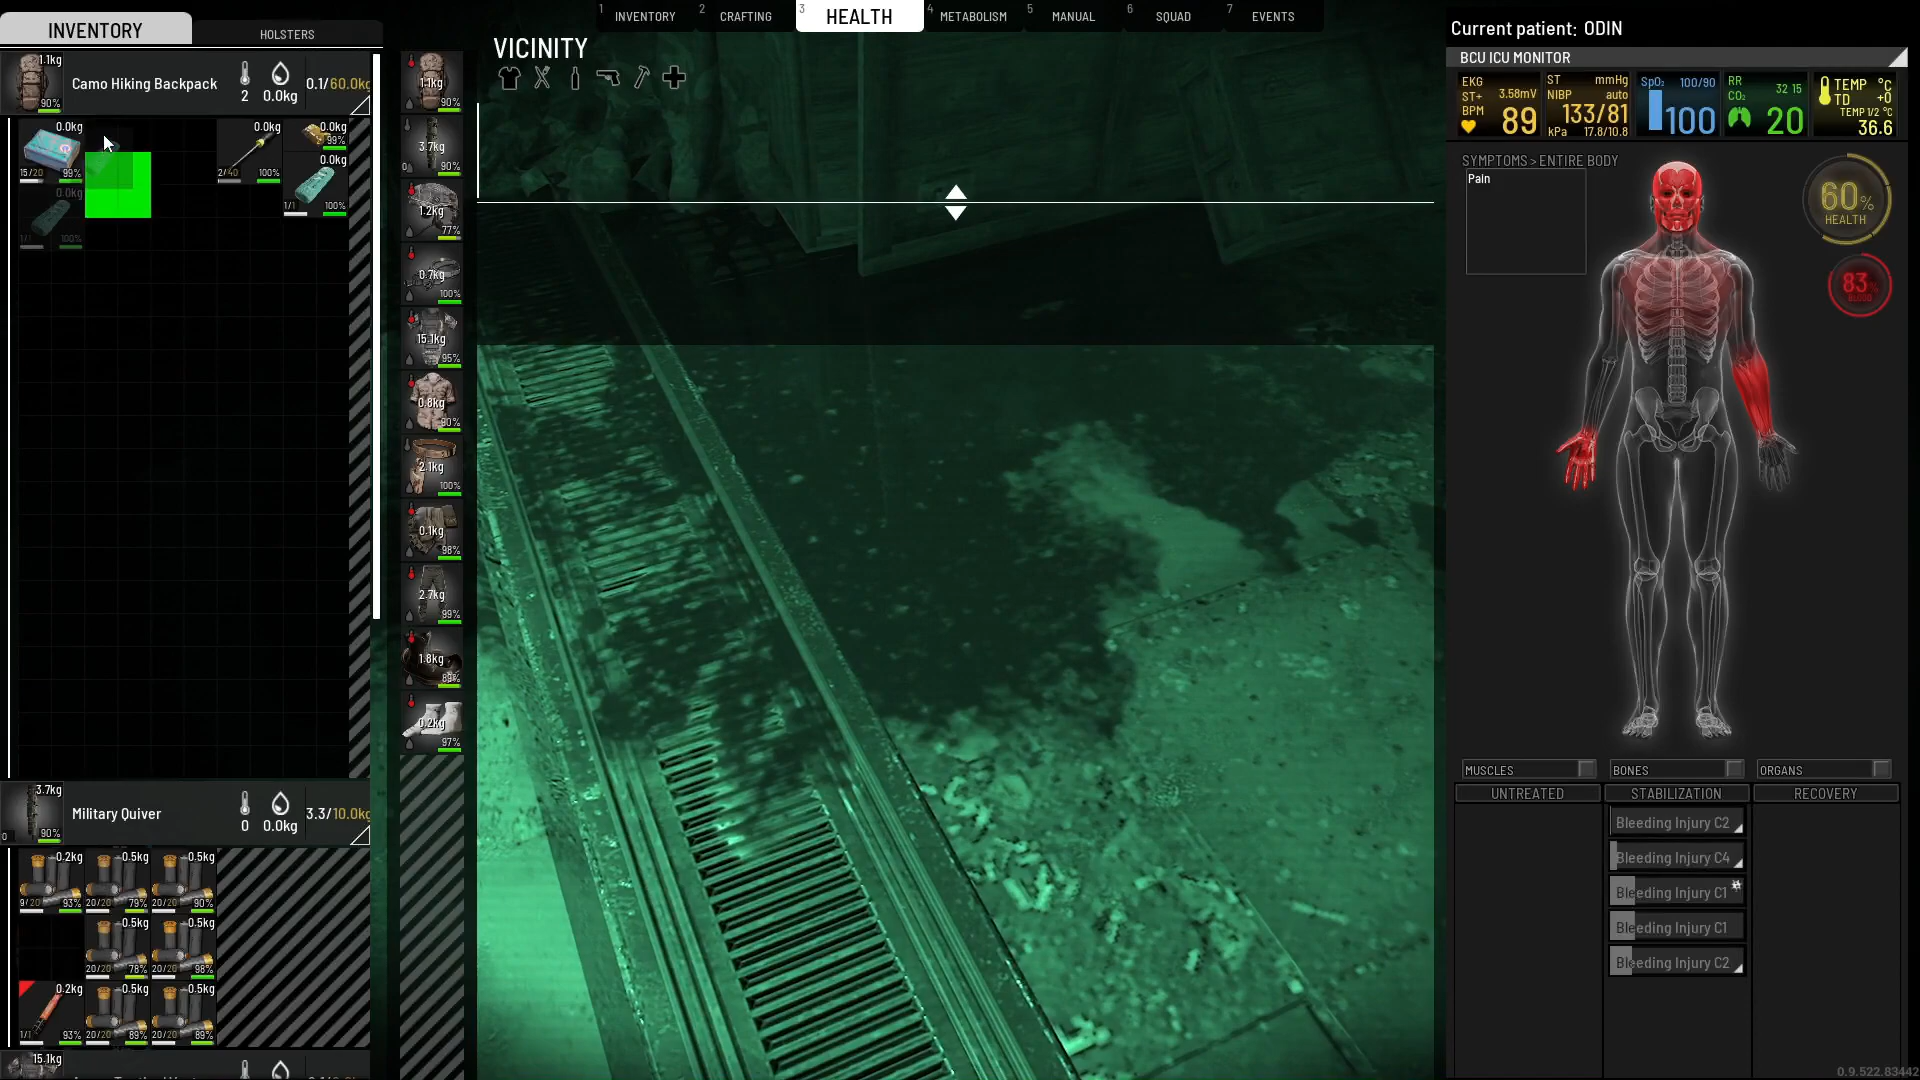 INVENTORY
HOLSTERS
1 INVENTORY
2 CRAFTING
3 HEALTH
4 METABOLISM
5 MANUAL
6 SQUAD
7 EVENTS
1.1kg
90%
Camo Hiking Backpack
2
0.0kg
0.1/60.0kg
0.0kg
15/20 99%
0.0kg
1/1 100%
0.0kg
2/40 100%
0.0kg
99%
0.0kg
1/1 100%
3.7kg
0 90%
Military Quiver
0
0.0kg
3.3/10.0kg
0.2kg
9/20 93%
0.5kg
20/20 79%
0.5kg
20/20 90%
0.5kg
20/20 78%
0.5kg
20/20 98%
0.2kg
1/1 93%
0.5kg
20/20 89%
0.5kg
20/20 89%
15.1kg
1.1kg
90%
3.7kg
0 90%
1.2kg
77%
0.7kg
100%
15.1kg
95%
0.8kg
80%
2.1kg
100%
0.1kg
98%
2.7kg
99%
1.8kg
89%
0.2kg
97%
VICINITY
Current patient: ODIN
BCU ICU MONITOR
EKG
ST+ 3.58mV
BPM 89
ST mmHg
NIBP auto
133/81
kPa 17.8/10.8
SpO₂ 100/90
100
RR 32 15
CO₂
20
TEMP °C
TD +0
TEMP 1/2 °C
36.6
SYMPTOMS > ENTIRE BODY
Pain
60%
HEALTH
83%
BLOOD
MUSCLES
BONES
ORGANS
UNTREATED
STABILIZATION
RECOVERY
Bleeding Injury C2
Bleeding Injury C4
Bleeding Injury C1
Bleeding Injury C1
Bleeding Injury C2
0.9.522.83442